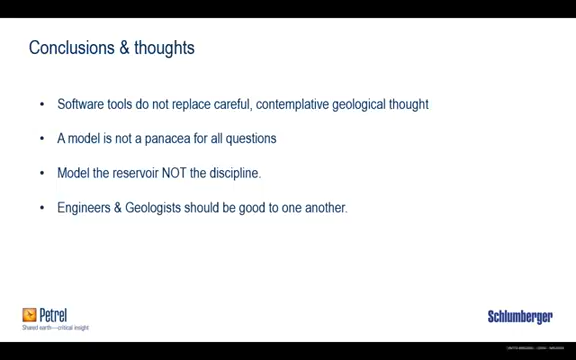 Conclusions & thoughts
• Software tools do not replace careful, contemplative geological thought
• A model is not a panacea for all questions
• Model the reservoir NOT the discipline.
• Engineers & Geologists should be good to one another.
Petrel
Shared earth—critical insight
Schlumberger